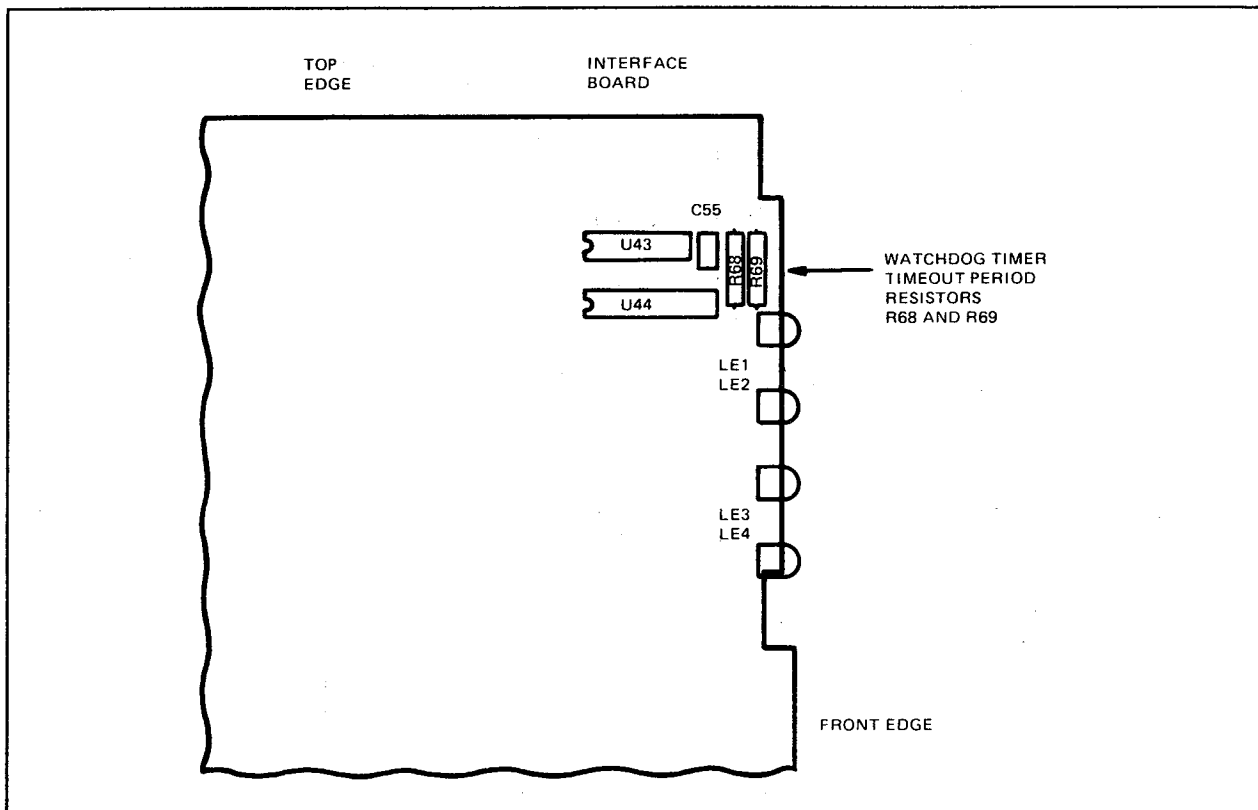 TOP
EDGE
INTERFACE
BOARD
C55
U43
R68
R69
U44
WATCHDOG TIMER
TIMEOUT PERIOD
RESISTORS
R68 AND R69
LE1
LE2
LE3
LE4
FRONT EDGE